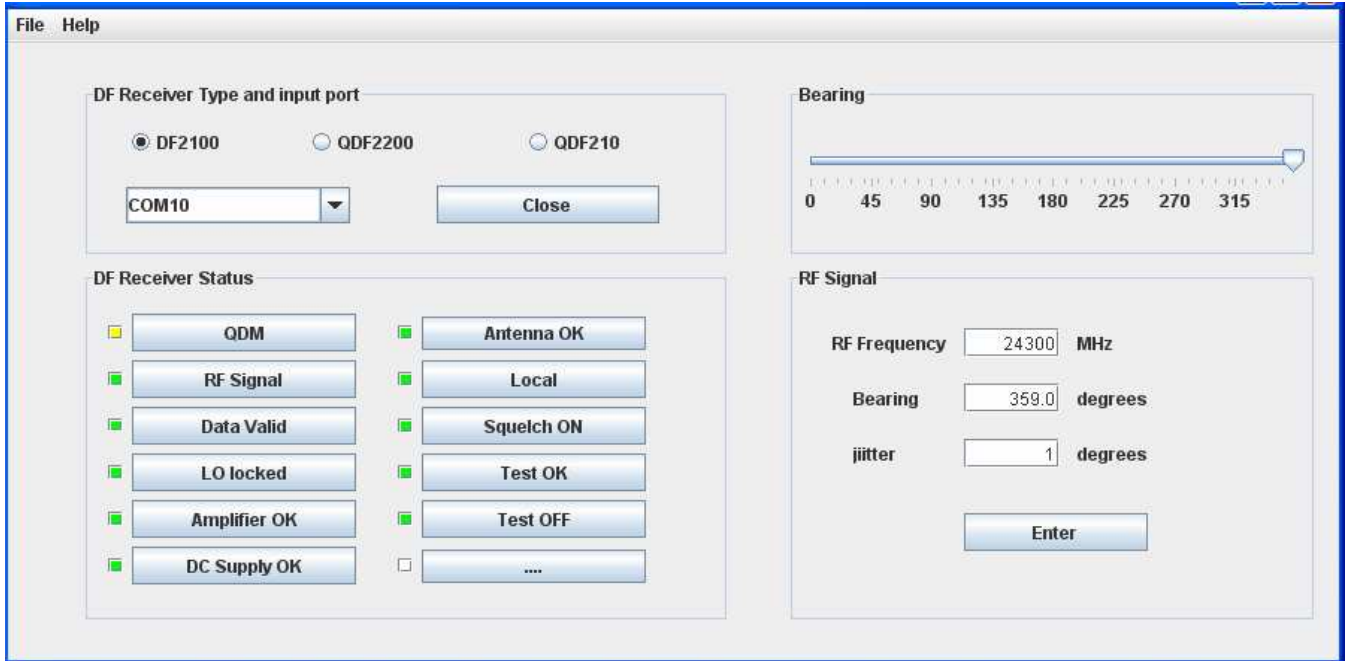 File Help
DF Receiver Type and input port
DF2100 QDF2200 QDF210
COM10 Close
Bearing
0 45 90 135 180 225 270 315
DF Receiver Status
QDM Antenna OK
RF Signal Local
Data Valid Squelch ON
LO locked Test OK
Amplifier OK Test OFF
DC Supply OK ....
RF Signal
RF Frequency 24300 MHz
Bearing 359.0 degrees
jiitter 1 degrees
Enter